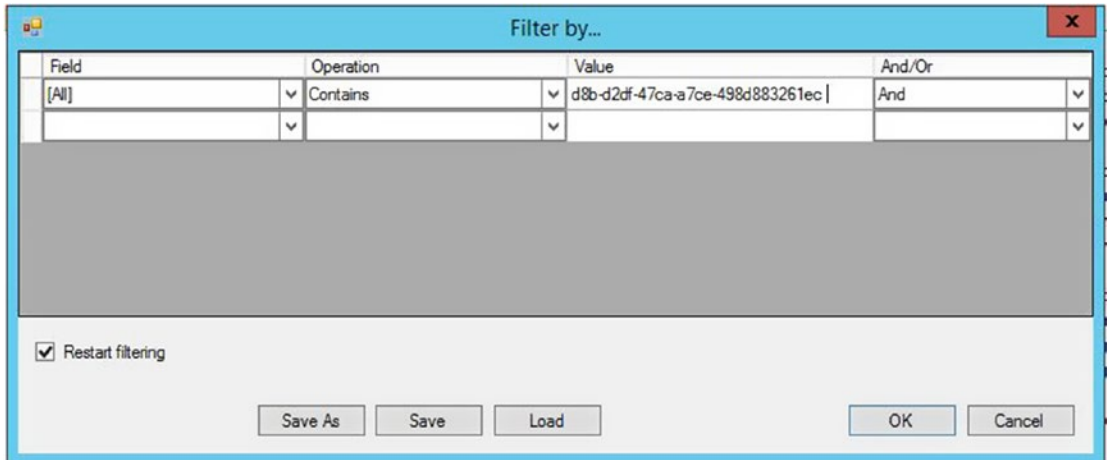 Filter by...
Field Operation Value And/Or
[All] Contains d8b-d2df-47ca-a7ce-498d883261ec And
Restart filtering
Save As Save Load OK Cancel